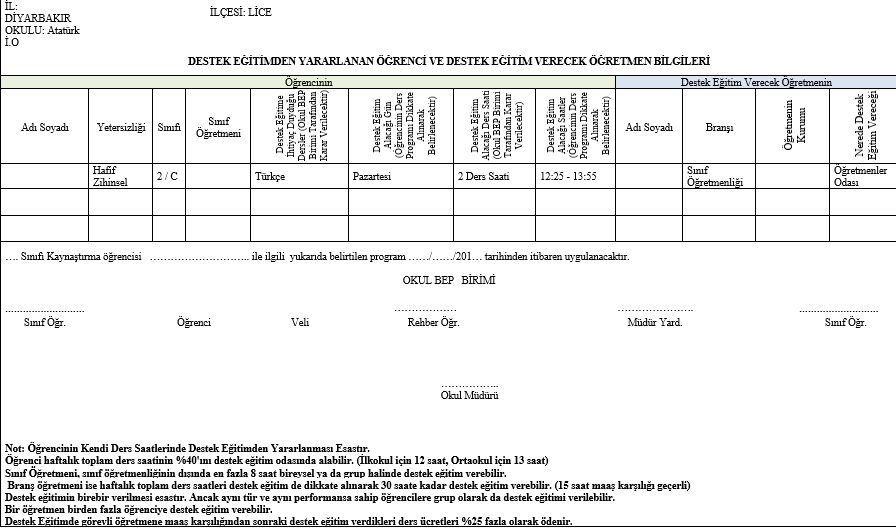 İL:
DİYARBAKIR
İLÇESİ: LİCE
OKULU: Atatürk
İ.O
DESTEK EĞİTİMDEN YARARLANAN ÖĞRENCİ VE DESTEK EĞİTİM VERECEK ÖĞRETMEN BİLGİLERİ
Öğrencinin
Destek Eğitim Verecek Öğretmenin
Adı Soyadı
Yetersizliği
Sınıfı
Sınıf
Öğretmeni
Destek Eğitime
İhtiyaç Duyduğu
Dersler (Okul BEP
Birimi Tarafından
Karar Verilecektir)
Destek Eğitim
Alacağı Gün
(Öğrencinin Ders
Programı Dikkate
Alınarak
Belirlenecektir)
Destek Eğitim
Alacağı Ders Saati
(Okul BEP Birimi
Tarafından Karar
Verilecektir)
Destek Eğitim
Alacağı Saatler
(Öğrencinin Ders
Programı Dikkate
Alınarak
Belirlenecektir)
Adı Soyadı
Branşı
Öğretmenin
Kurumu
Nerede Destek
Eğitim Vereceği
Hafif
Zihinsel
2 / C
Türkçe
Pazartesi
2 Ders Saati
12:25 - 13:55
Sınıf
Öğretmenliği
Öğretmenler
Odası
…. Sınıfı Kaynaştırma öğrencisi ……………………….. ile ilgili yukarıda belirtilen program ……/……/201… tarihinden itibaren uygulanacaktır.
OKUL BEP BİRİMİ
Sınıf Öğr.
Öğrenci
Veli
Rehber Öğr.
Müdür Yard.
Sınıf Öğr.
Okul Müdürü
Not: Öğrencinin Kendi Ders Saatlerinde Destek Eğitimden Yararlanması Esastır.
Öğrenci haftalık toplam ders saatinin %40'ını destek eğitim odasında alabilir. (İlkokul için 12 saat, Ortaokul için 13 saat)
Sınıf Öğretmeni, sınıf öğretmenliğinin dışında en fazla 8 saat bireysel ya da grup halinde destek eğitim verebilir.
Branş öğretmeni ise haftalık toplam ders saatleri destek eğitim de dikkate alınarak 30 saate kadar destek eğitim verebilir. (15 saat maaş karşılığı geçerli)
Destek eğitimin birebir verilmesi esastır. Ancak aynı tür ve aynı performansa sahip öğrencilere grup olarak da destek eğitimi verilebilir.
Bir öğretmen birden fazla öğrenciye destek eğitim verebilir.
Destek Eğitimde görevli öğretmene maaş karşılığından sonraki destek eğitim verdikleri ders ücretleri %25 fazla olarak ödenir.